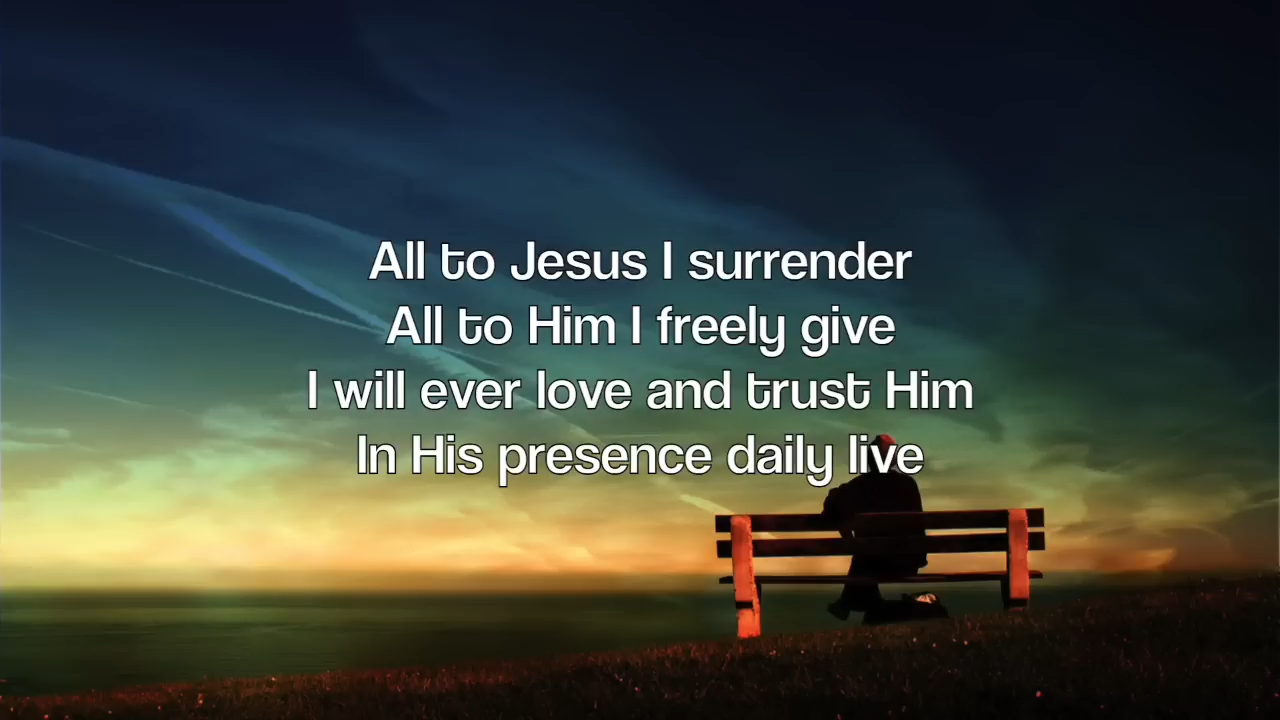 All to Jesus I surrender
All to Him I freely give
I will ever love and trust Him
In His presence daily live